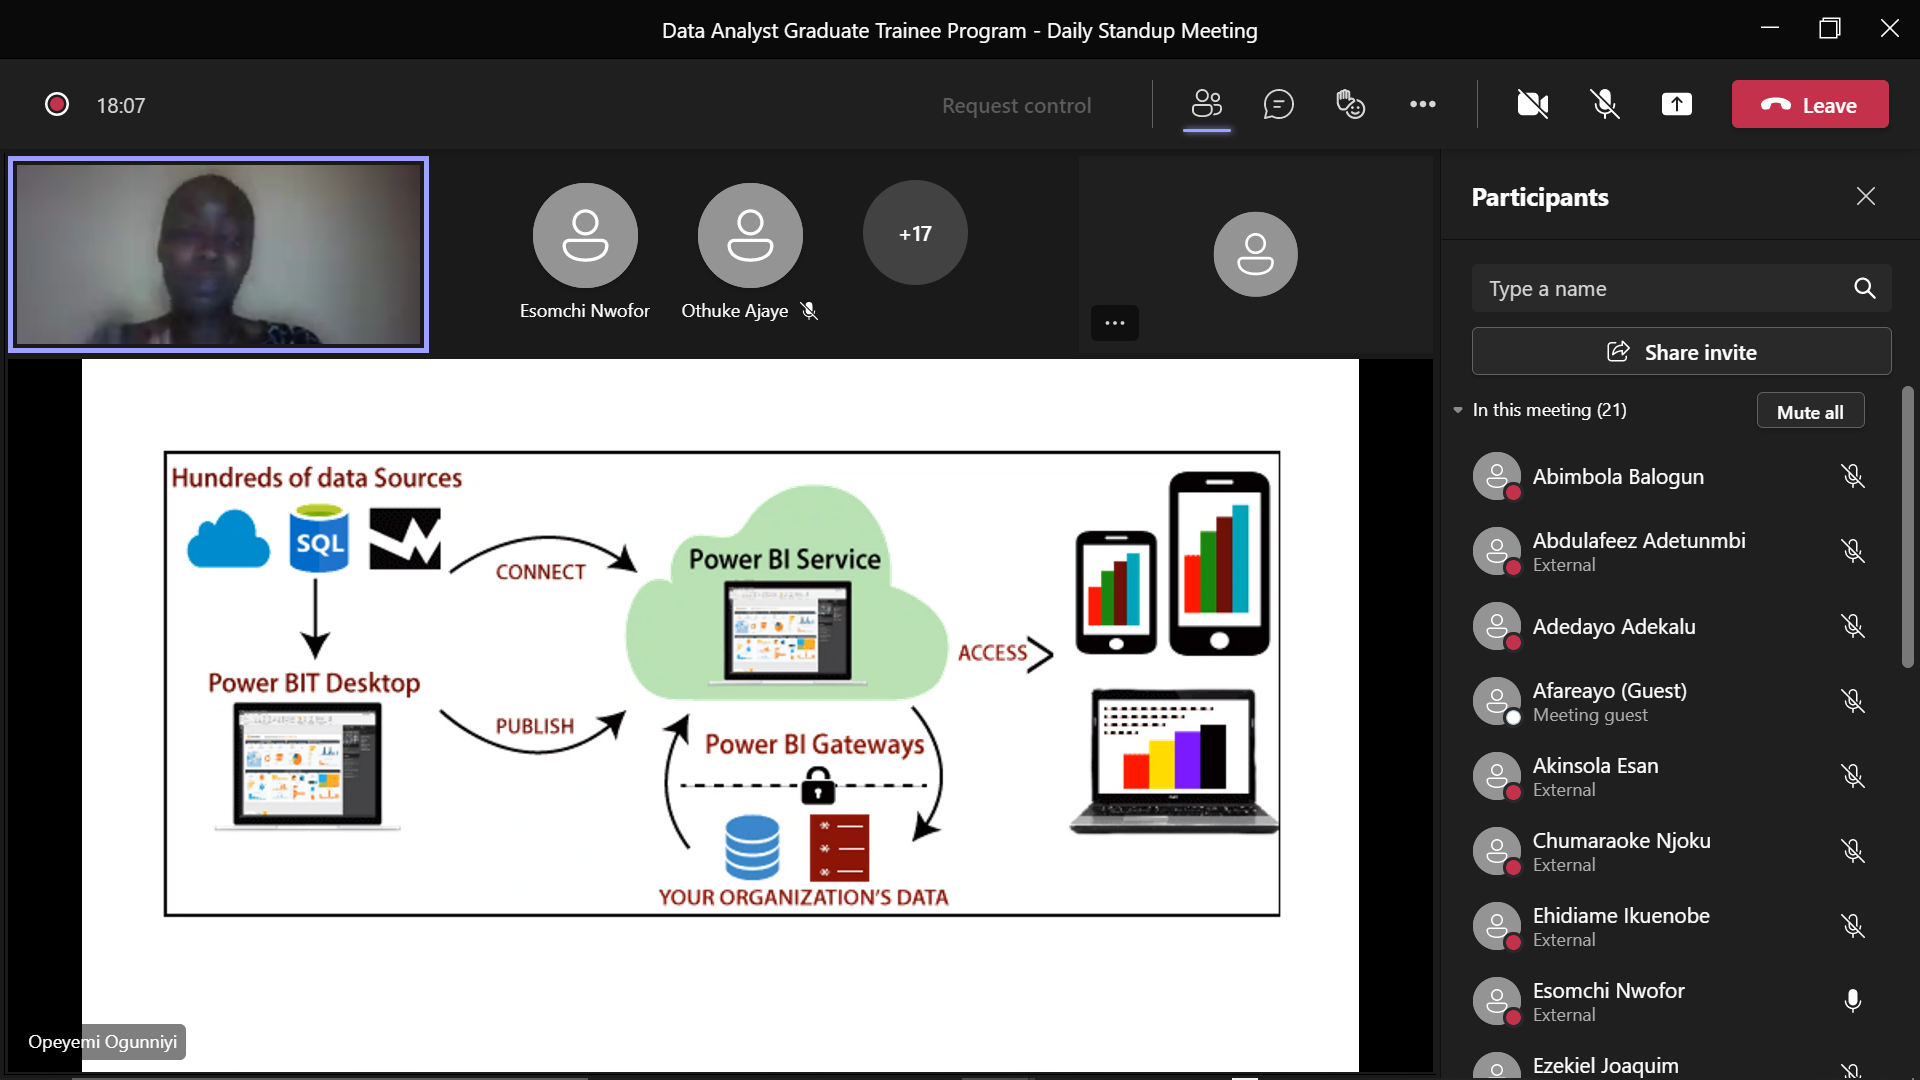 Data Analyst Graduate Trainee Program - Daily Standup Meeting
18:07
Request control
Leave
Esomchi Nwofor
Othuke Ajaye
+17
Participants
Type a name
Share invite
In this meeting (21)
Mute all
Abimbola Balogun
Abdulafeez Adetunmbi
External
Adedayo Adekalu
Afareayo (Guest)
Meeting guest
Akinsola Esan
External
Chumaraoke Njoku
External
Ehidiame Ikuenobe
External
Esomchi Nwofor
External
Ezekiel Joaquim
Hundreds of data Sources
SQL
CONNECT
Power BI Service
ACCESS
Power BIT Desktop
PUBLISH
Power BI Gateways
YOUR ORGANIZATION'S DATA
Opeyemi Ogunniyi